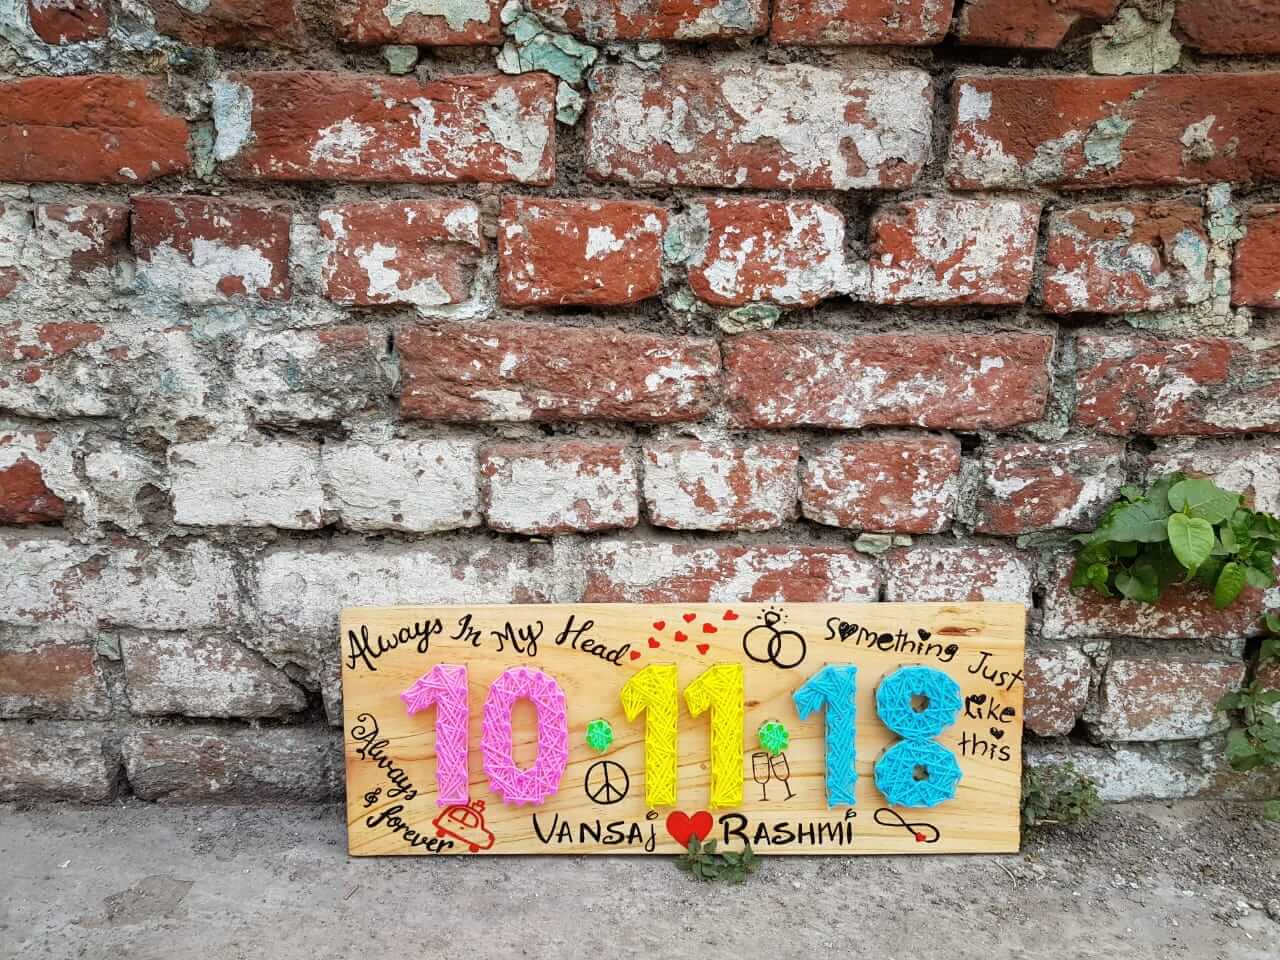 Always In My Head
Something Just
Like
this
10·11·18
Always
& forever
VANSAj RASHMI